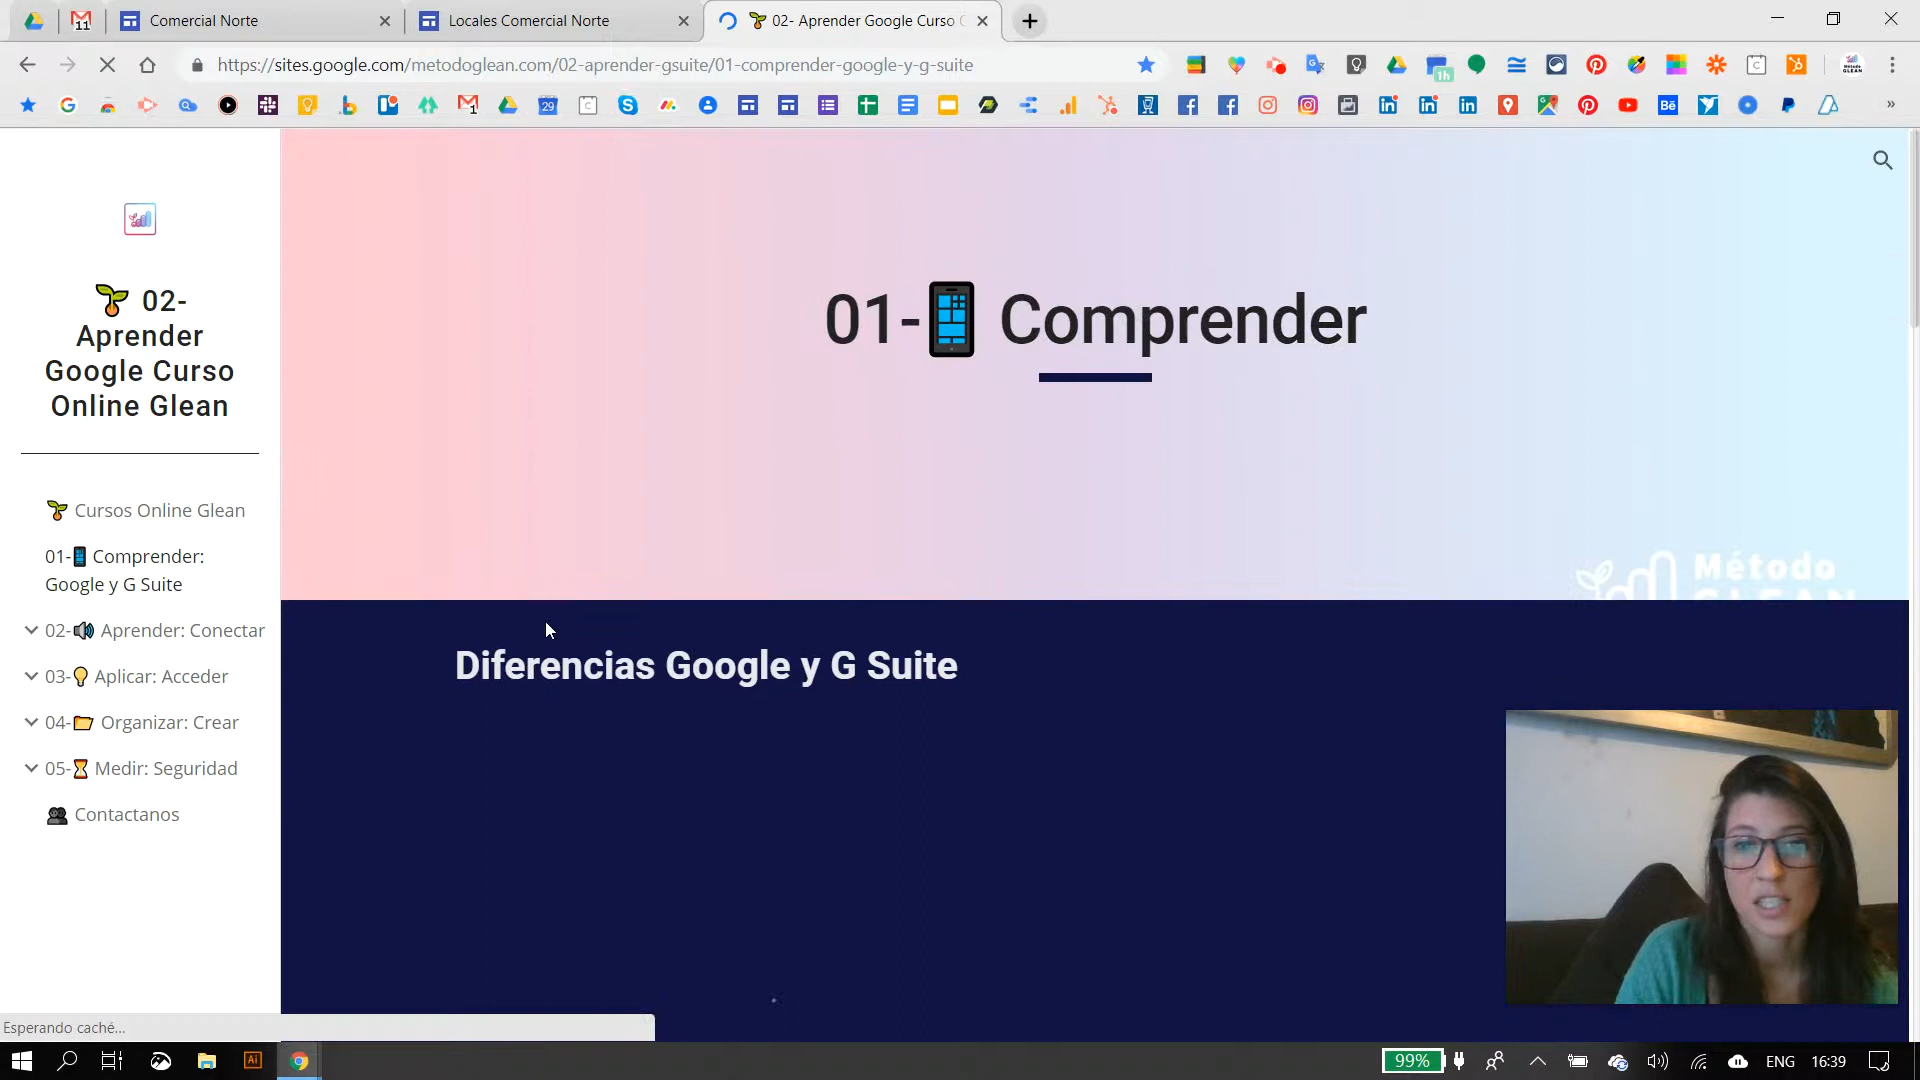 11
Comercial Norte
Locales Comercial Norte
02- Aprender Google Curso
https://sites.google.com/metodoglean.com/02-aprender-gsuite/01-comprender-google-y-g-suite
1h
02-
Aprender
Google Curso
Online Glean
Cursos Online Glean
01- Comprender:
Google y G Suite
02- Aprender: Conectar
03- Aplicar: Acceder
04- Organizar: Crear
05- Medir: Seguridad
Contactanos
01- Comprender
Método
GLEAN
Diferencias Google y G Suite
Esperando caché...
99%
ENG
16:39